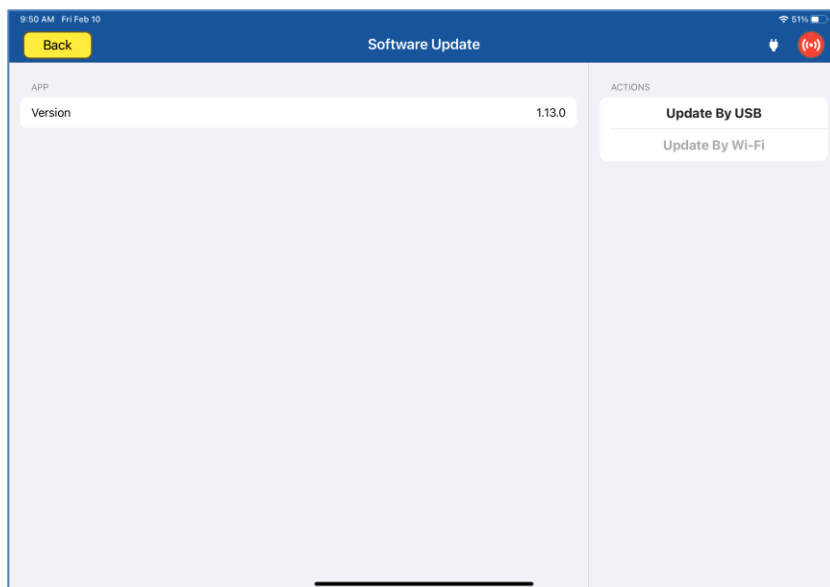 9:50 AM Fri Feb 10
51%
Back
Software Update
APP
Version 1.13.0
ACTIONS
Update By USB
Update By Wi-Fi